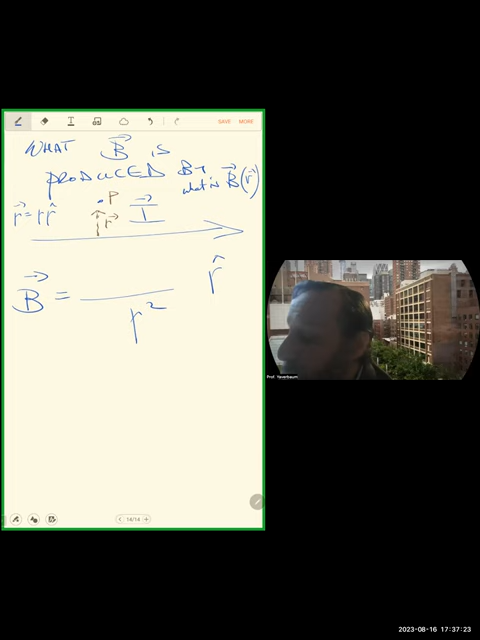 SAVE MORE
WHAT B⃗ IS
PRODUCED BY
what is B⃗(r⃗)
r⃗ = r r̂
P
r⃗
I⃗
B⃗ = ____ r̂
r²
14/14
Prof. Yaverbaum
2023-08-16 17:37:23